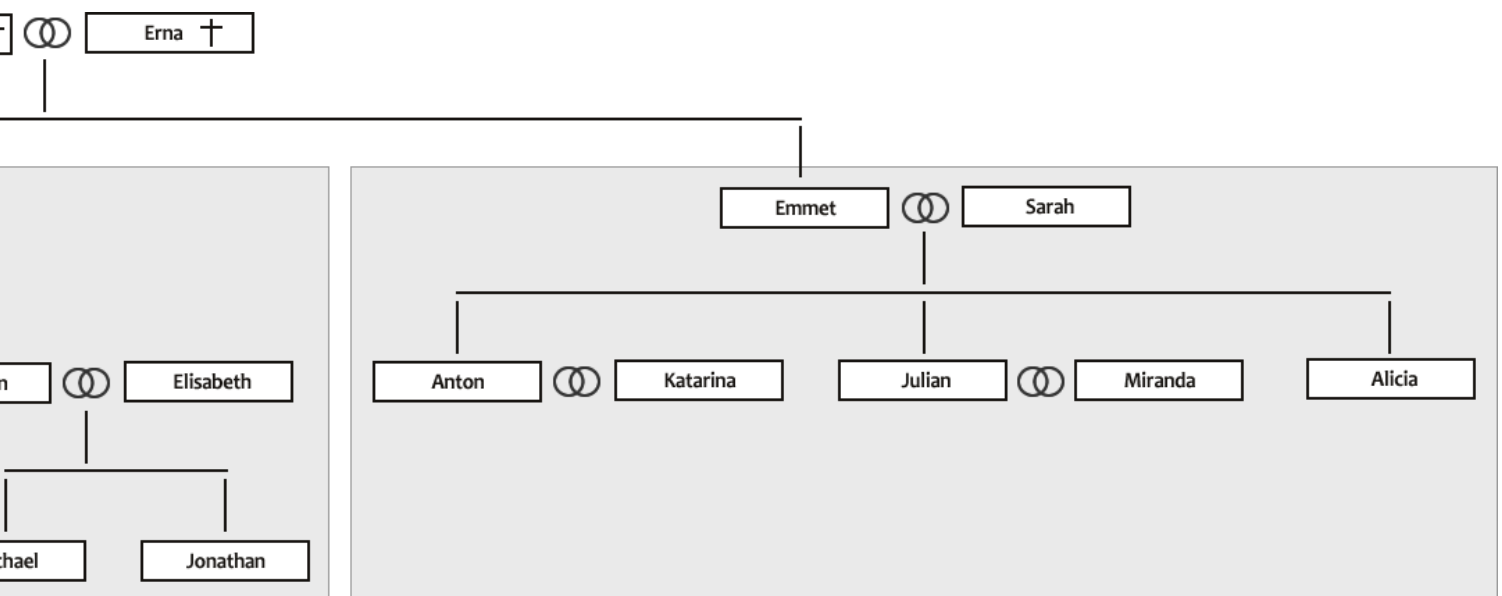 Erna
Emmet
Sarah
Elisabeth
Anton
Katarina
Julian
Miranda
Alicia
Jonathan